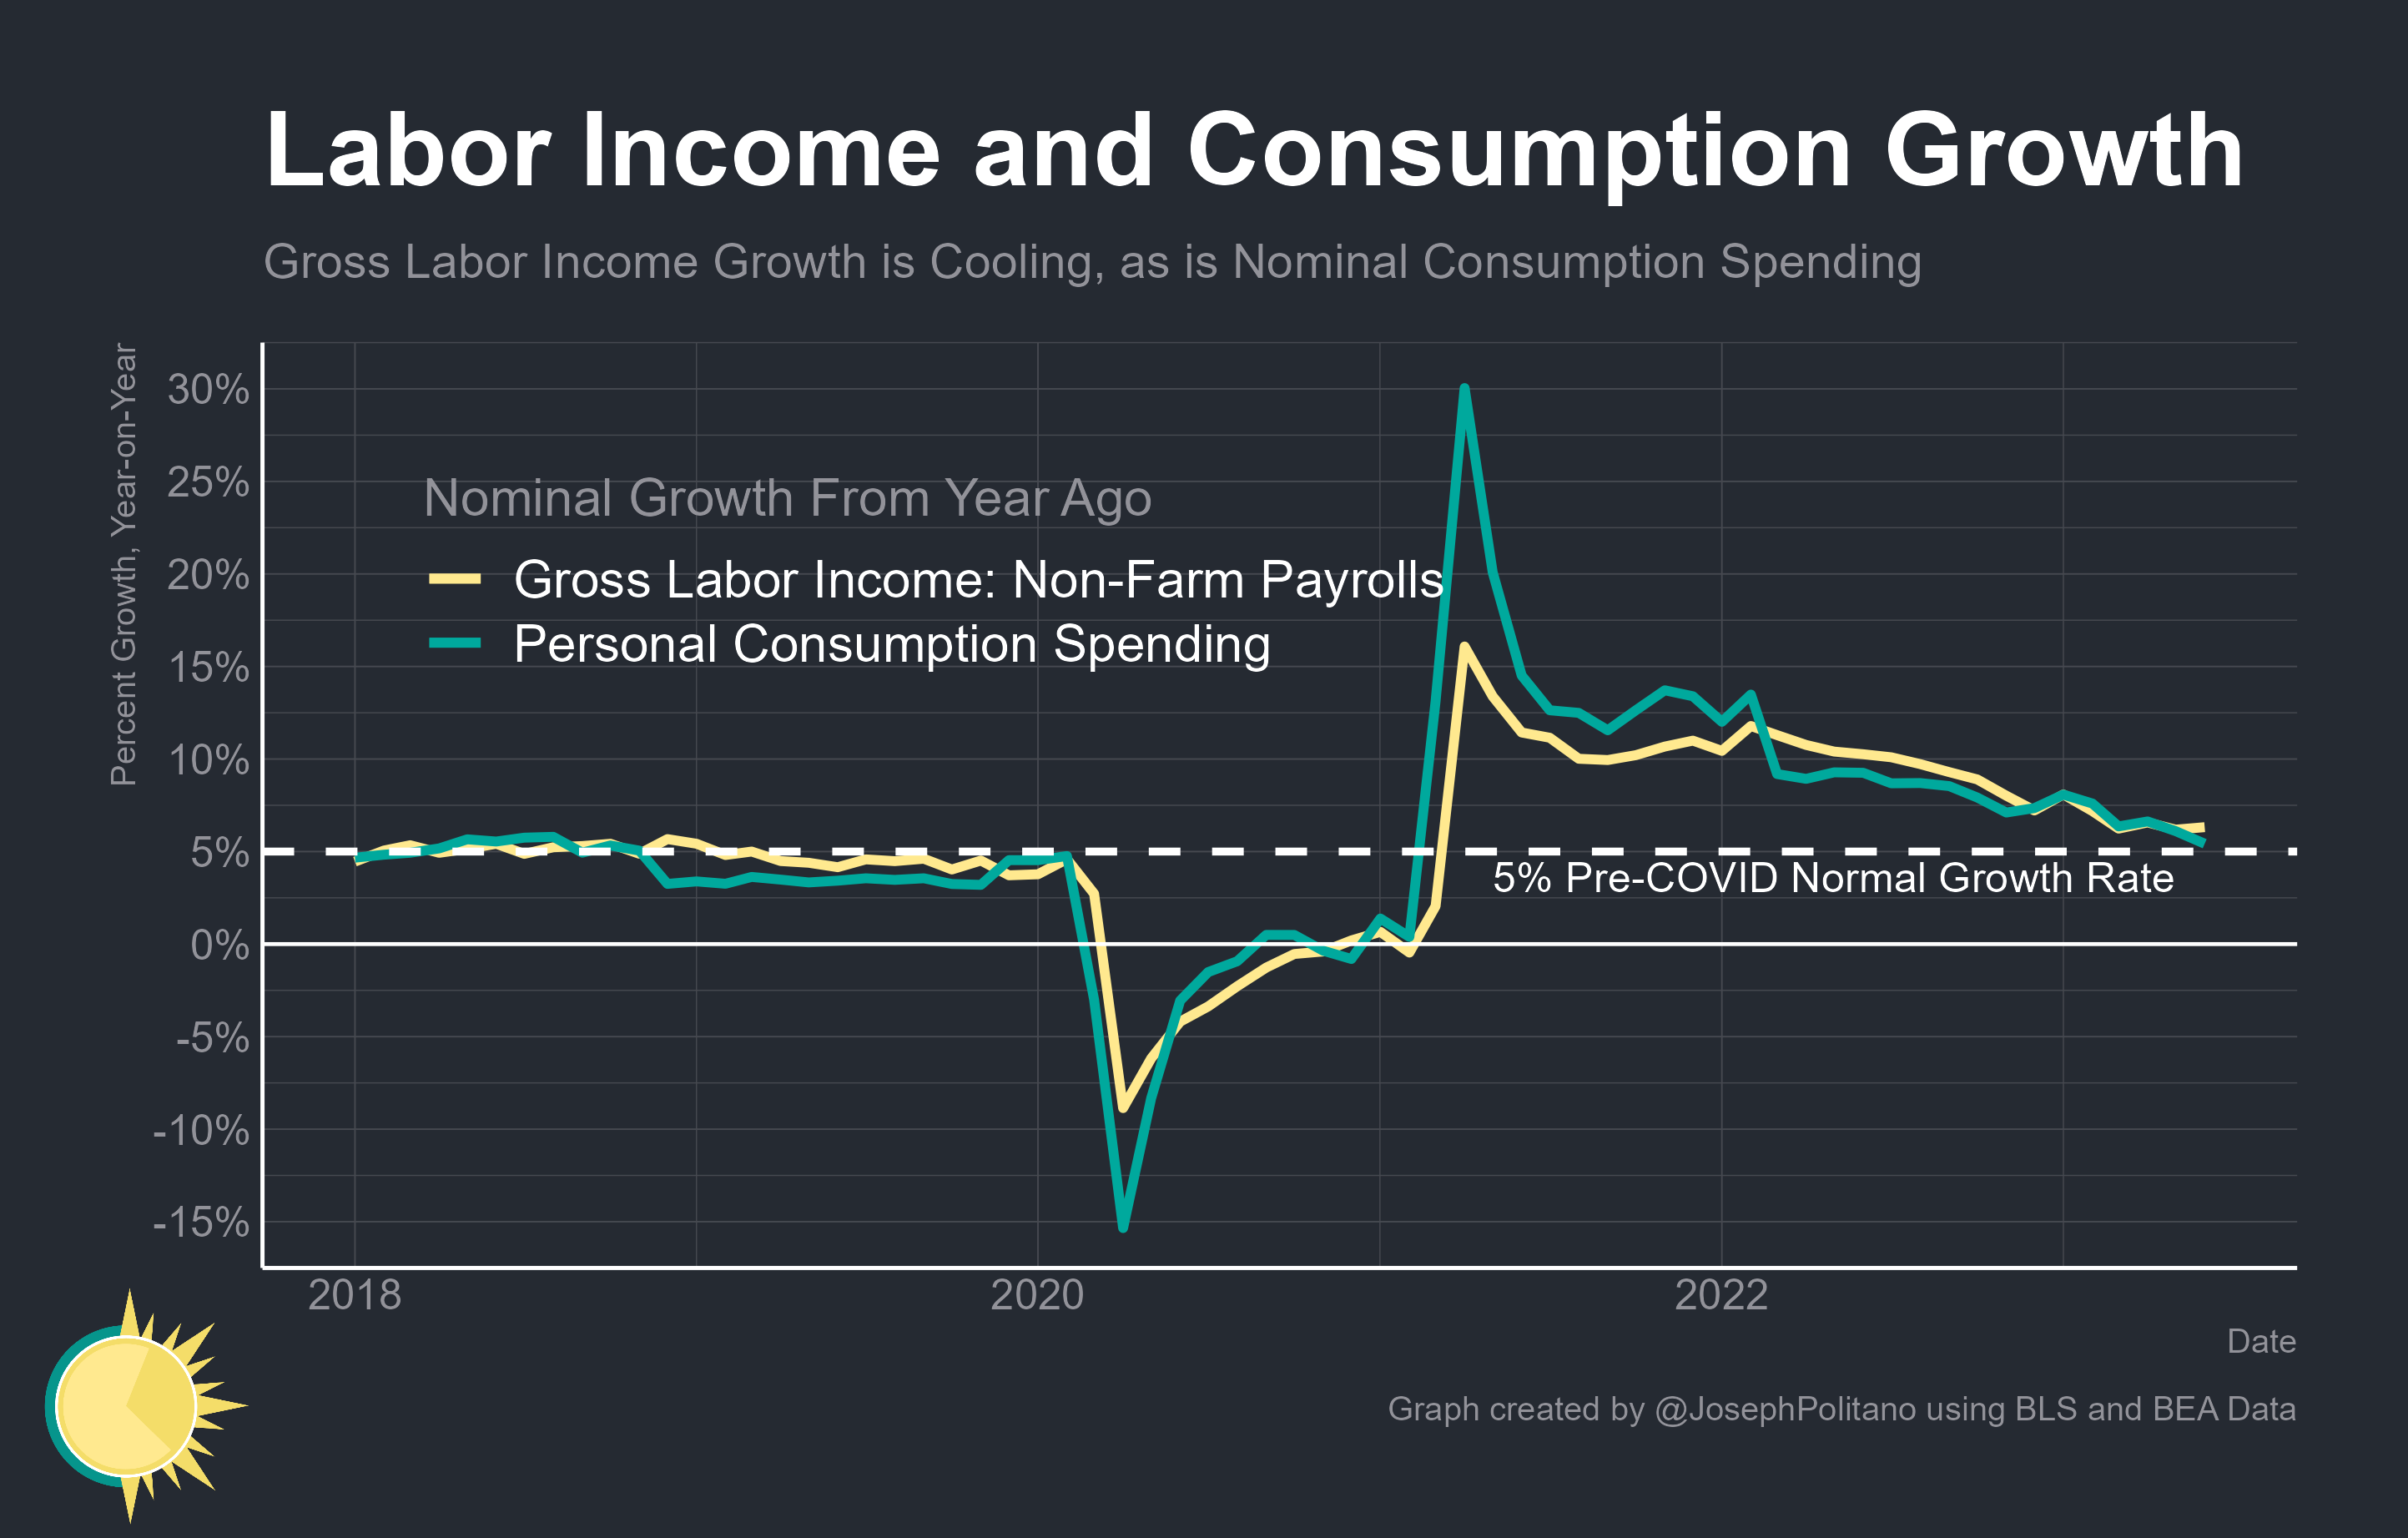 Labor Income and Consumption Growth
Gross Labor Income Growth is Cooling, as is Nominal Consumption Spending
Percent Growth, Year-on-Year
30%
25%
20%
15%
10%
5%
0%
-5%
-10%
-15%
Nominal Growth From Year Ago
Gross Labor Income: Non-Farm Payrolls
Personal Consumption Spending
5% Pre-COVID Normal Growth Rate
2018
2020
2022
Date
Graph created by @JosephPolitano using BLS and BEA Data